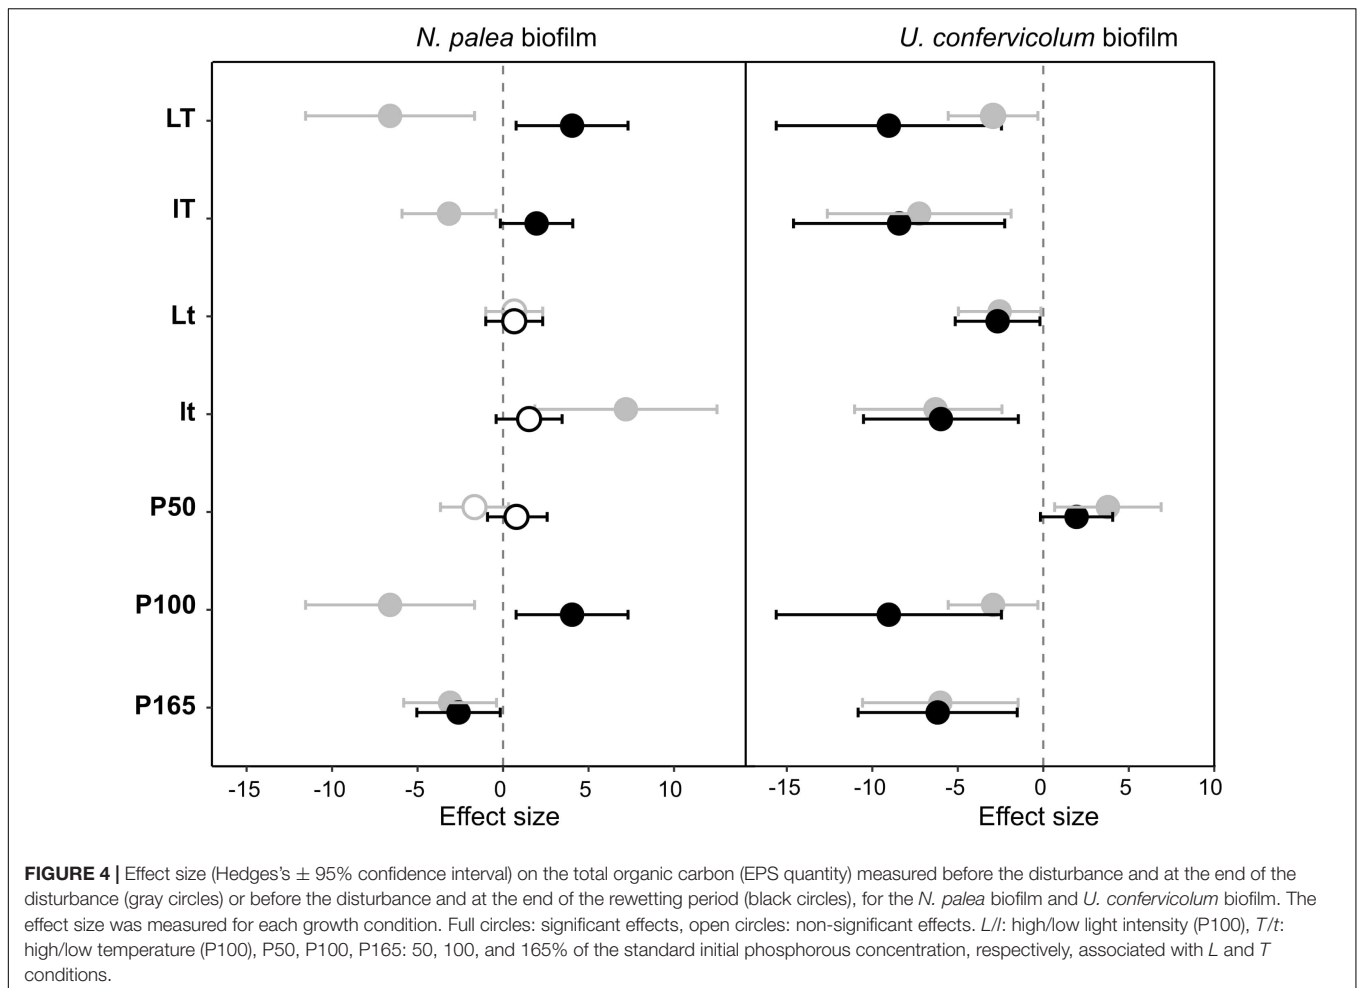 N. palea biofilm
U. confervicolum biofilm
LT
lT
Lt
lt
P50
P100
P165
-15 -10 -5 0 5 10
-15 -10 -5 0 5 10
Effect size
Effect size
FIGURE 4 | Effect size (Hedges's ± 95% confidence interval) on the total organic carbon (EPS quantity) measured before the disturbance and at the end of the
disturbance (gray circles) or before the disturbance and at the end of the rewetting period (black circles), for the N. palea biofilm and U. confervicolum biofilm. The
effect size was measured for each growth condition. Full circles: significant effects, open circles: non-significant effects. L/l: high/low light intensity (P100), T/t:
high/low temperature (P100), P50, P100, P165: 50, 100, and 165% of the standard initial phosphorous concentration, respectively, associated with L and T
conditions.